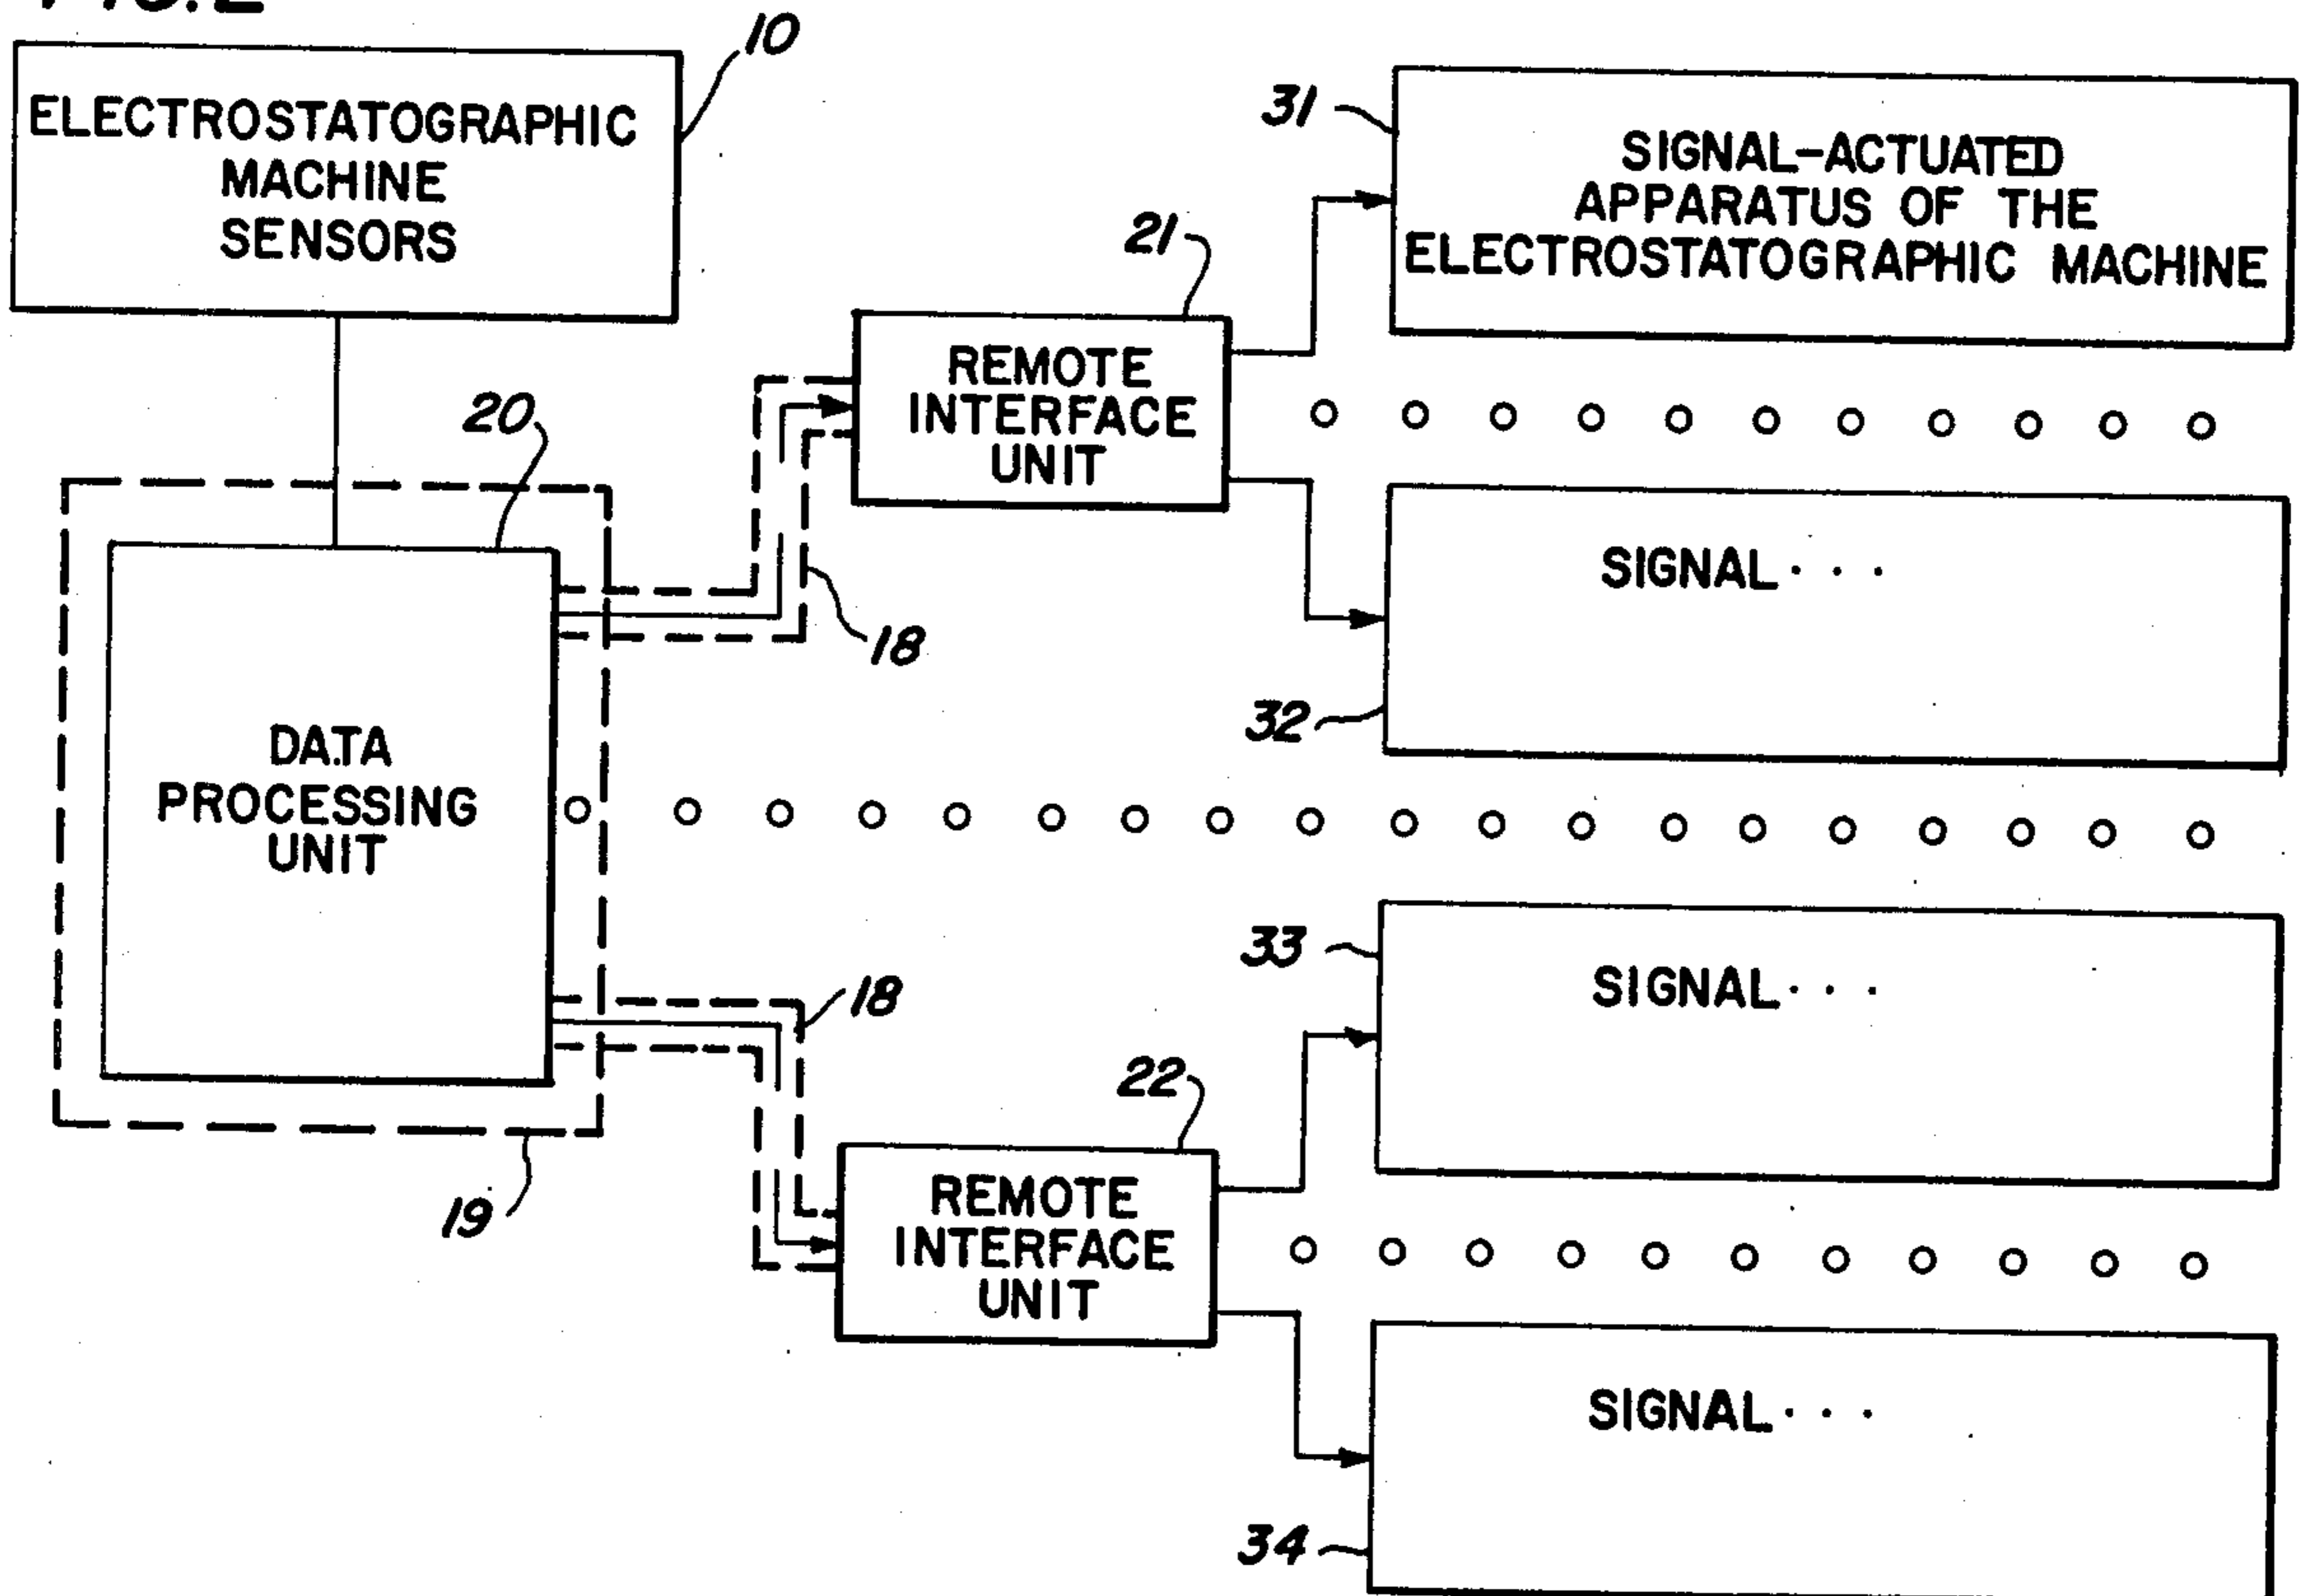 10
ELECTROSTATOGRAPHIC
MACHINE
SENSORS
31
SIGNAL-ACTUATED
APPARATUS OF THE
ELECTROSTATOGRAPHIC MACHINE
21
REMOTE
INTERFACE
UNIT
20
SIGNAL . . .
18
32
DATA
PROCESSING
UNIT
33
SIGNAL . . .
18
22
19
REMOTE
INTERFACE
UNIT
SIGNAL . . .
34